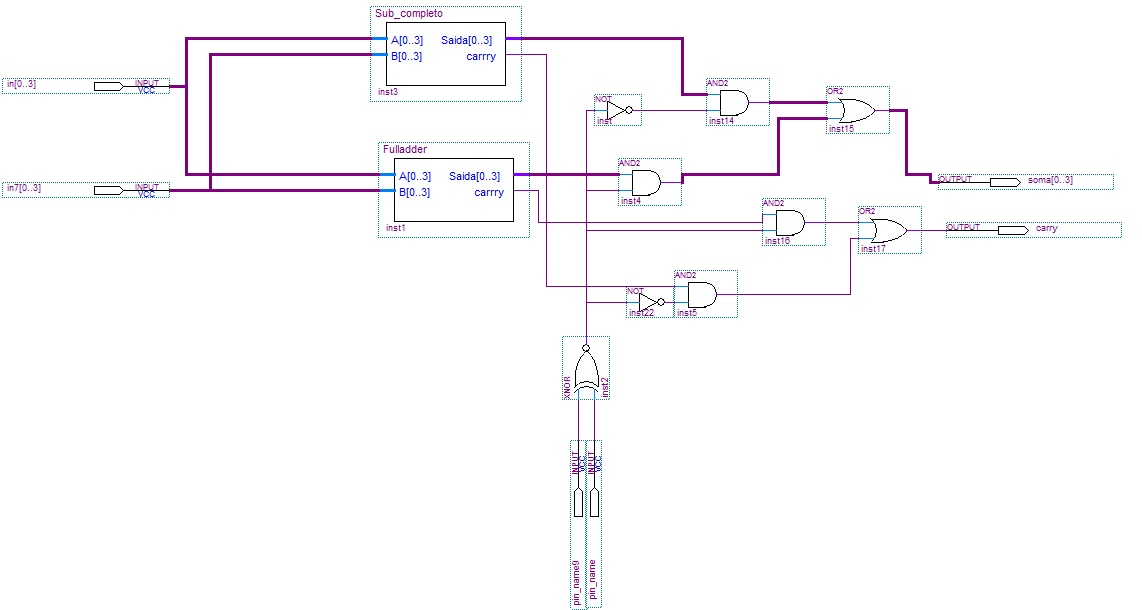 Sub_completo
A[0..3] Saida[0..3]
B[0..3] carrry
inst3
in[0..3] INPUT
VCC
AND2
inst14
NOT
inst
OR2
inst15
Fulladder
A[0..3] Saida[0..3]
B[0..3] carrry
inst1
in7[0..3] INPUT
VCC
AND2
inst4
OUTPUT soma[0..3]
AND2
inst16
OR2
inst17
OUTPUT carry
AND2
inst5
NOT
inst22
XNOR
inst2
INPUT
VCC
INPUT
VCC
pin_name9
pin_name